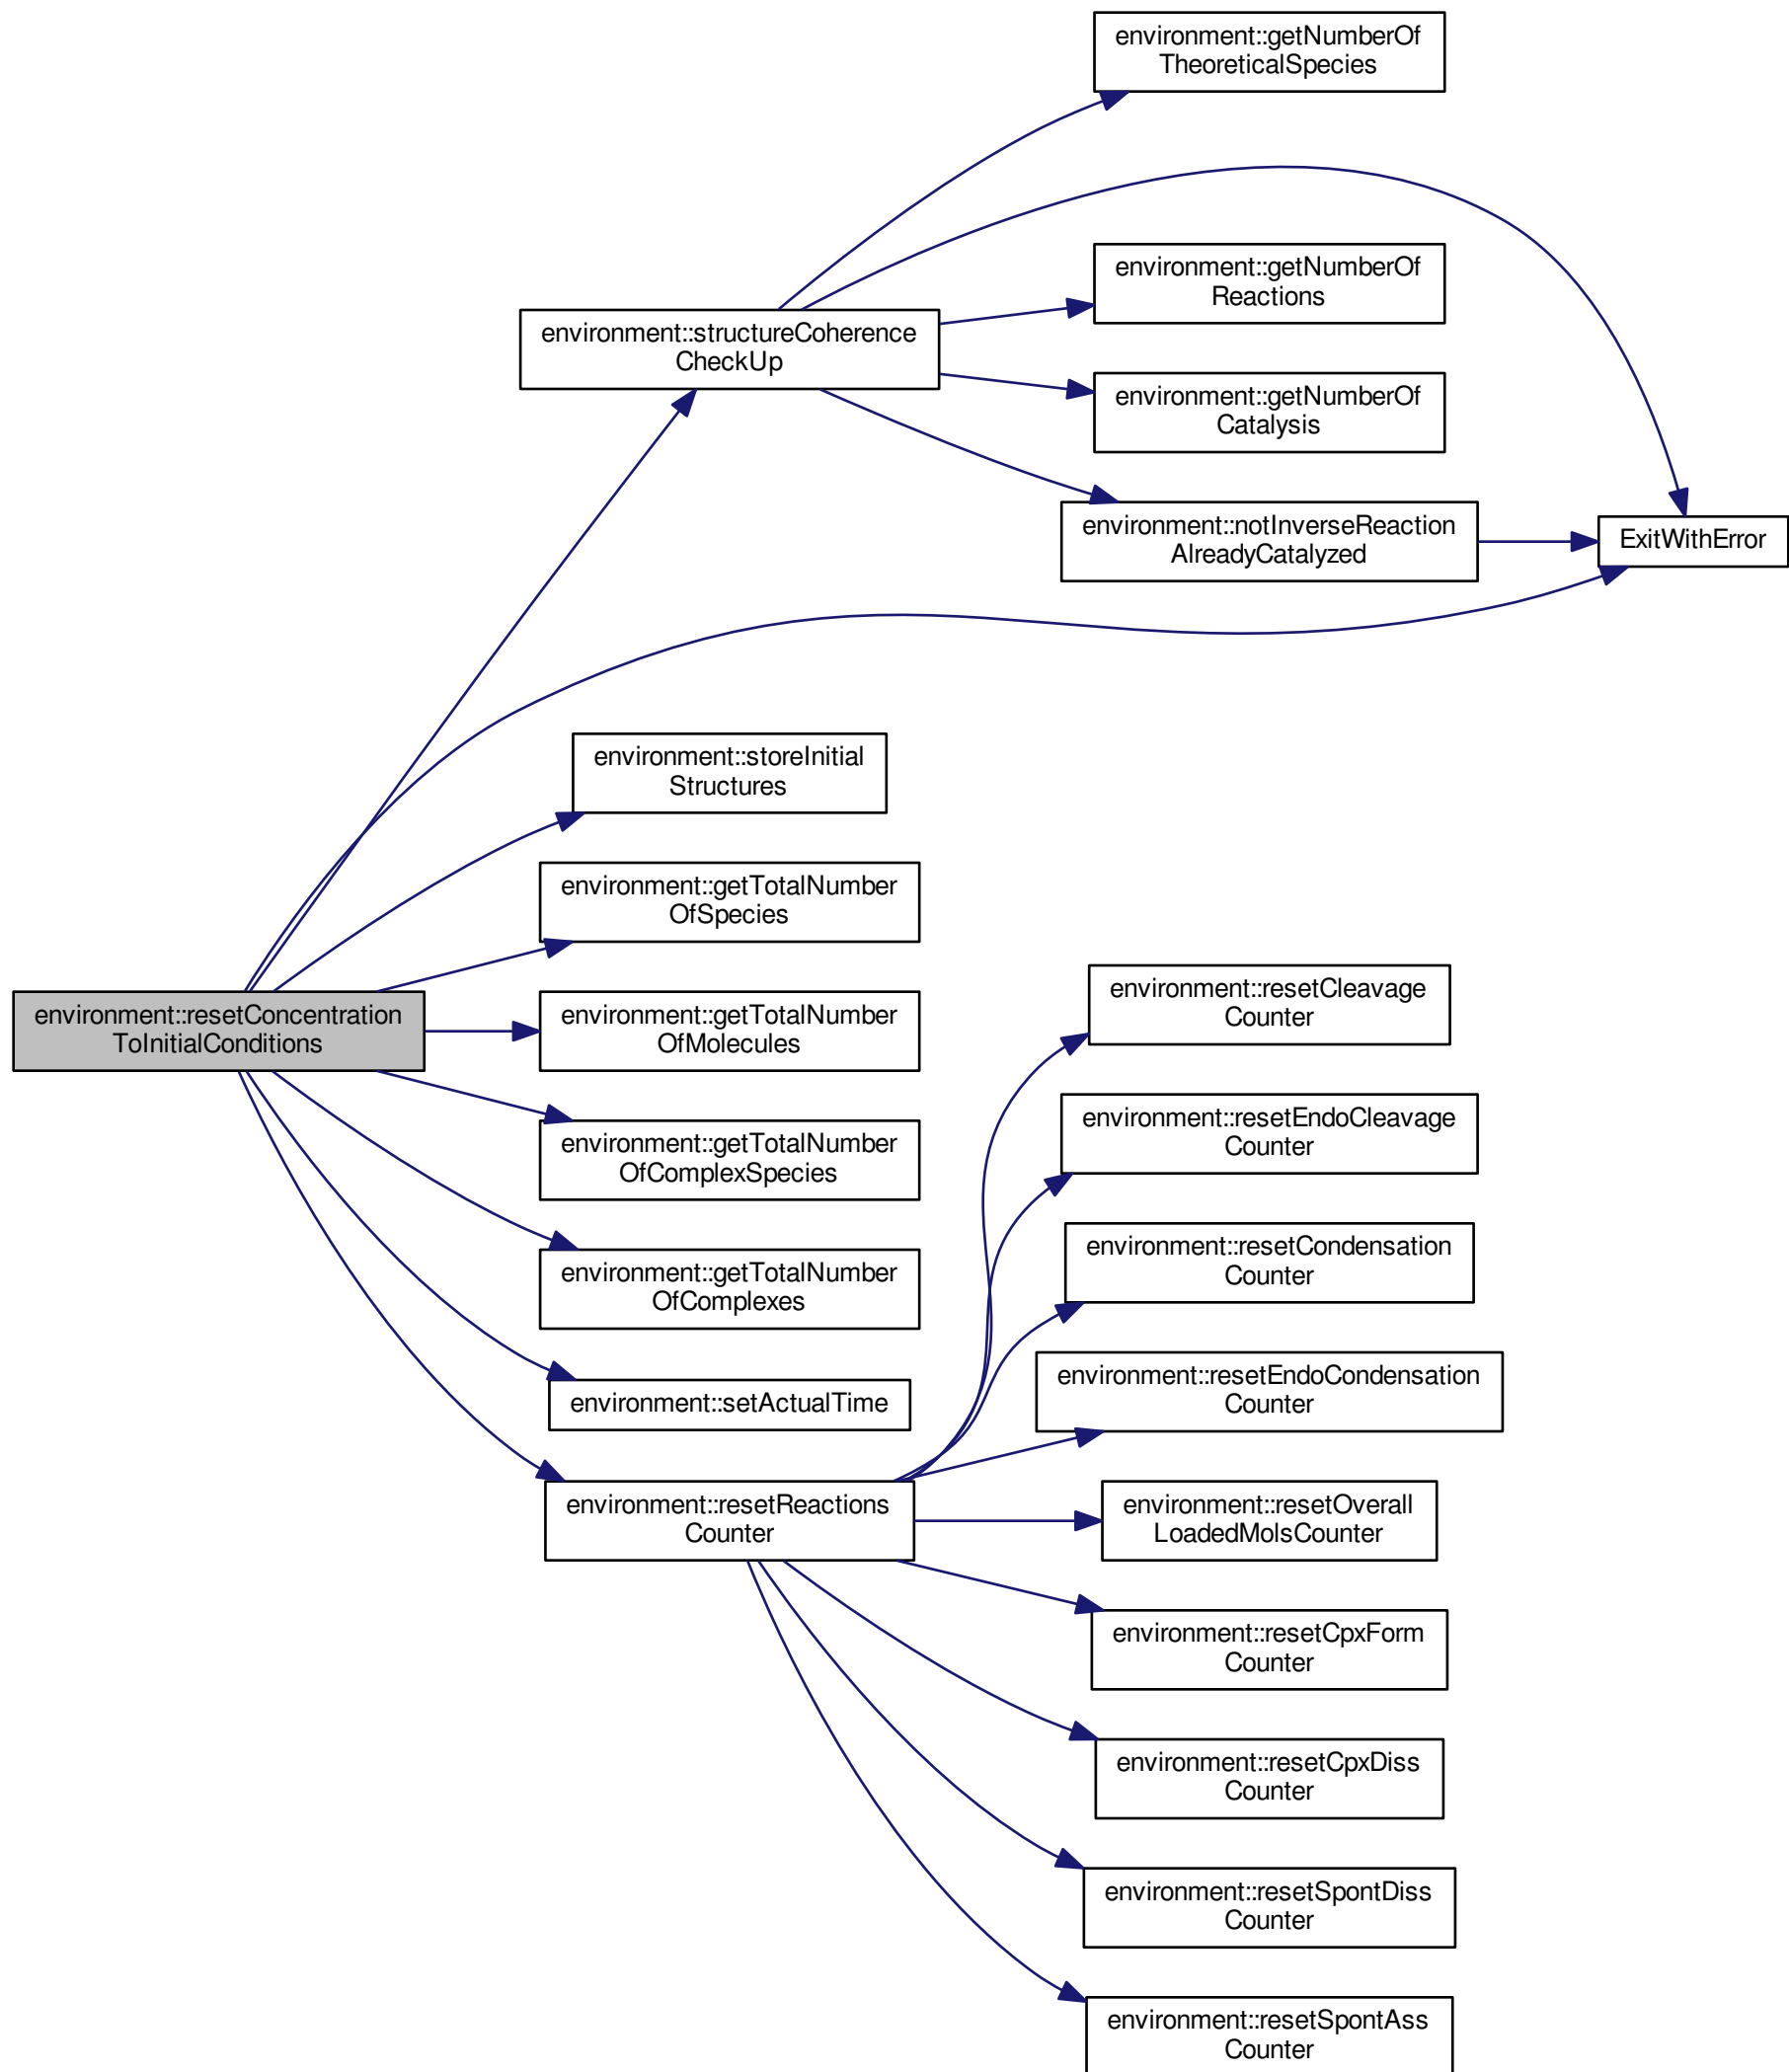 environment::getNumberOf
TheoreticalSpecies
environment::getNumberOf
Reactions
environment::structureCoherence
CheckUp
environment::getNumberOf
Catalysis
environment::notInverseReaction
AlreadyCatalyzed
ExitWithError
environment::storeInitial
Structures
environment::getTotalNumber
OfSpecies
environment::resetConcentration
ToInitialConditions
environment::getTotalNumber
OfMolecules
environment::getTotalNumber
OfComplexSpecies
environment::getTotalNumber
OfComplexes
environment::setActualTime
environment::resetReactions
Counter
environment::resetCleavage
Counter
environment::resetEndoCleavage
Counter
environment::resetCondensation
Counter
environment::resetEndoCondensation
Counter
environment::resetOverall
LoadedMolsCounter
environment::resetCpxForm
Counter
environment::resetCpxDiss
Counter
environment::resetSpontDiss
Counter
environment::resetSpontAss
Counter